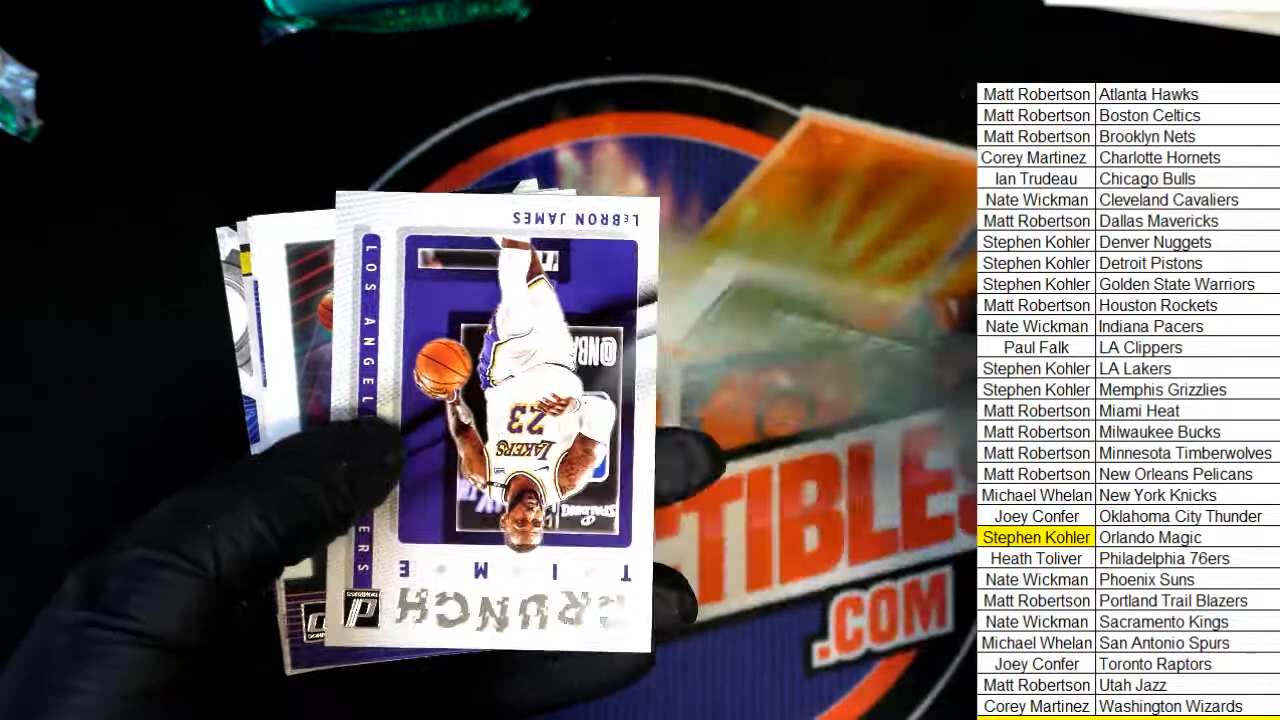 LEBRON JAMES
LOS ANGEL
ERS
@NBA
LAKERS
23
SPALDING
TIME
CRUNCH
TIBLE
.COM
Matt Robertson Atlanta Hawks
Matt Robertson Boston Celtics
Matt Robertson Brooklyn Nets
Corey Martinez Charlotte Hornets
Ian Trudeau Chicago Bulls
Nate Wickman Cleveland Cavaliers
Matt Robertson Dallas Mavericks
Stephen Kohler Denver Nuggets
Stephen Kohler Detroit Pistons
Stephen Kohler Golden State Warriors
Matt Robertson Houston Rockets
Nate Wickman Indiana Pacers
Paul Falk LA Clippers
Stephen Kohler LA Lakers
Stephen Kohler Memphis Grizzlies
Matt Robertson Miami Heat
Matt Robertson Milwaukee Bucks
Matt Robertson Minnesota Timberwolves
Matt Robertson New Orleans Pelicans
Michael Whelan New York Knicks
Joey Confer Oklahoma City Thunder
Stephen Kohler Orlando Magic
Heath Toliver Philadelphia 76ers
Nate Wickman Phoenix Suns
Matt Robertson Portland Trail Blazers
Nate Wickman Sacramento Kings
Michael Whelan San Antonio Spurs
Joey Confer Toronto Raptors
Matt Robertson Utah Jazz
Corey Martinez Washington Wizards